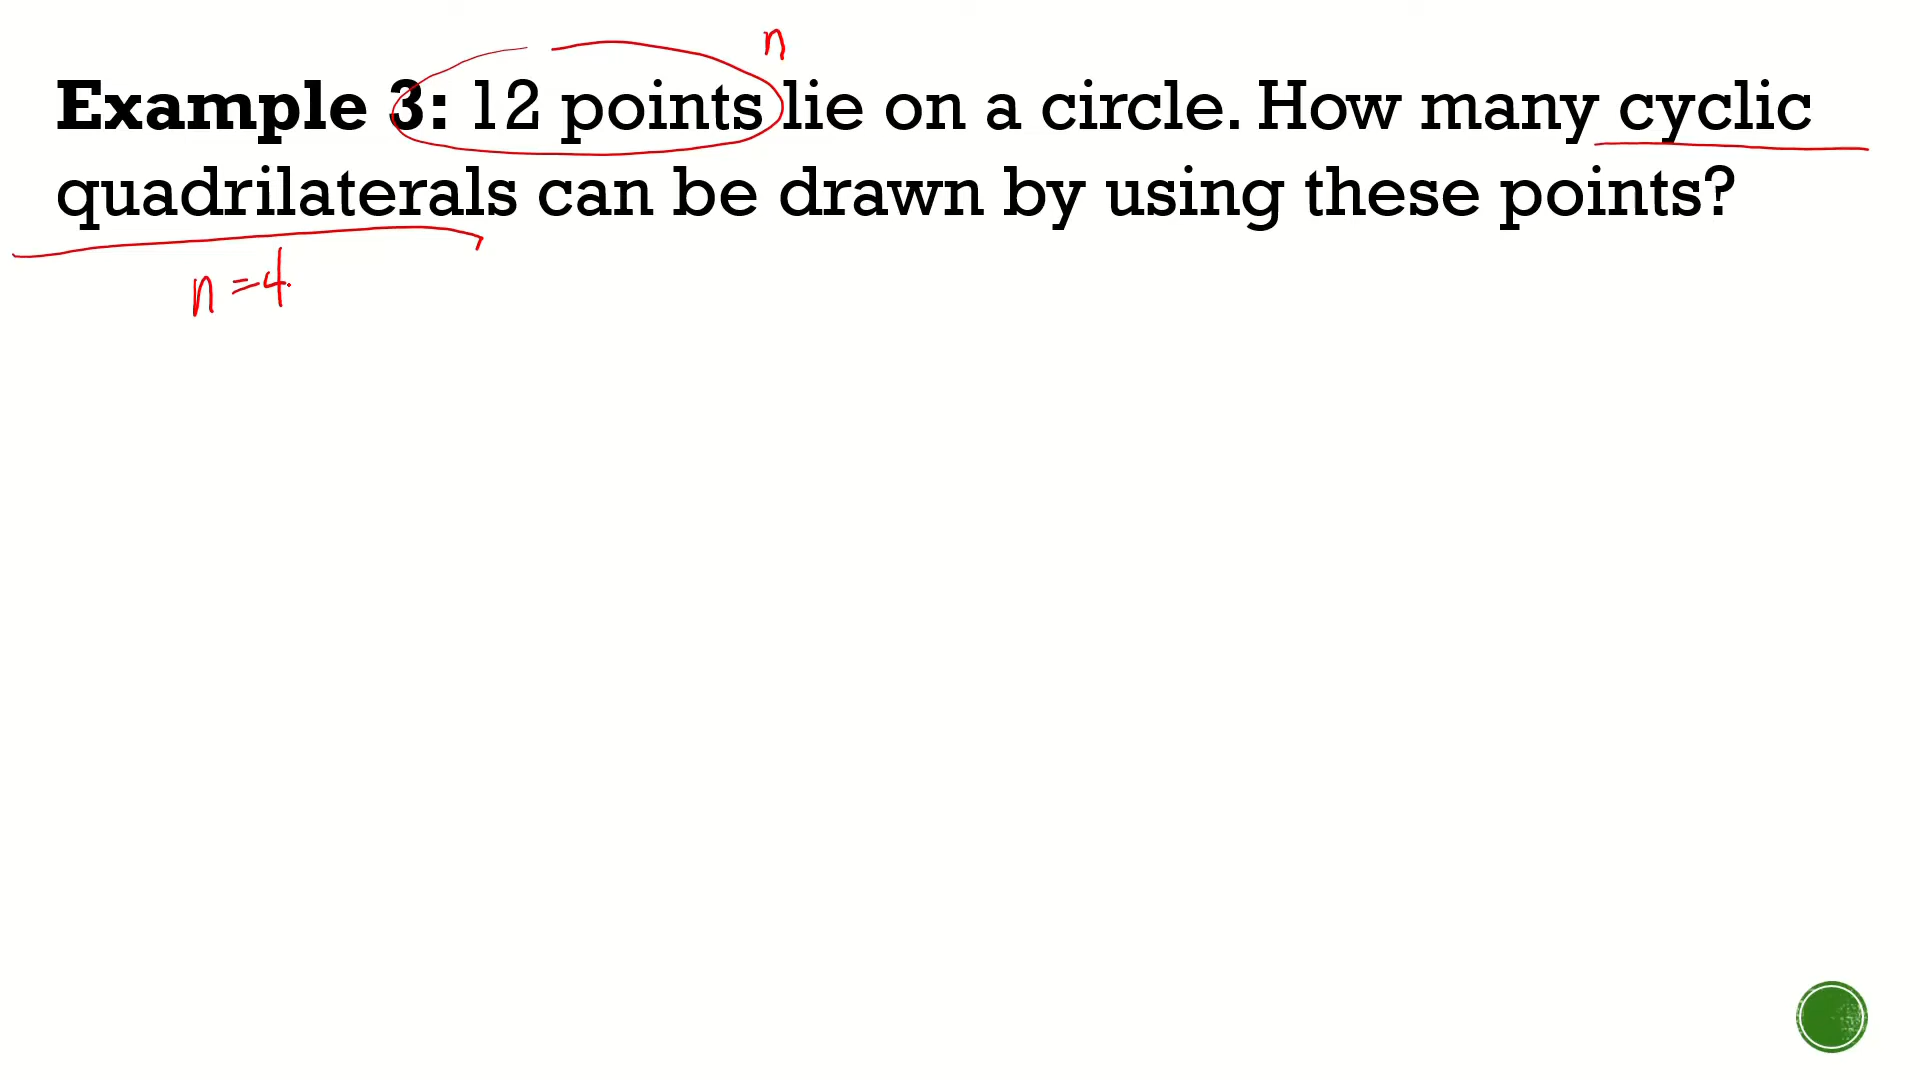 n
Example 3: 12 points lie on a circle. How many cyclic
quadrilaterals can be drawn by using these points?
n = 4